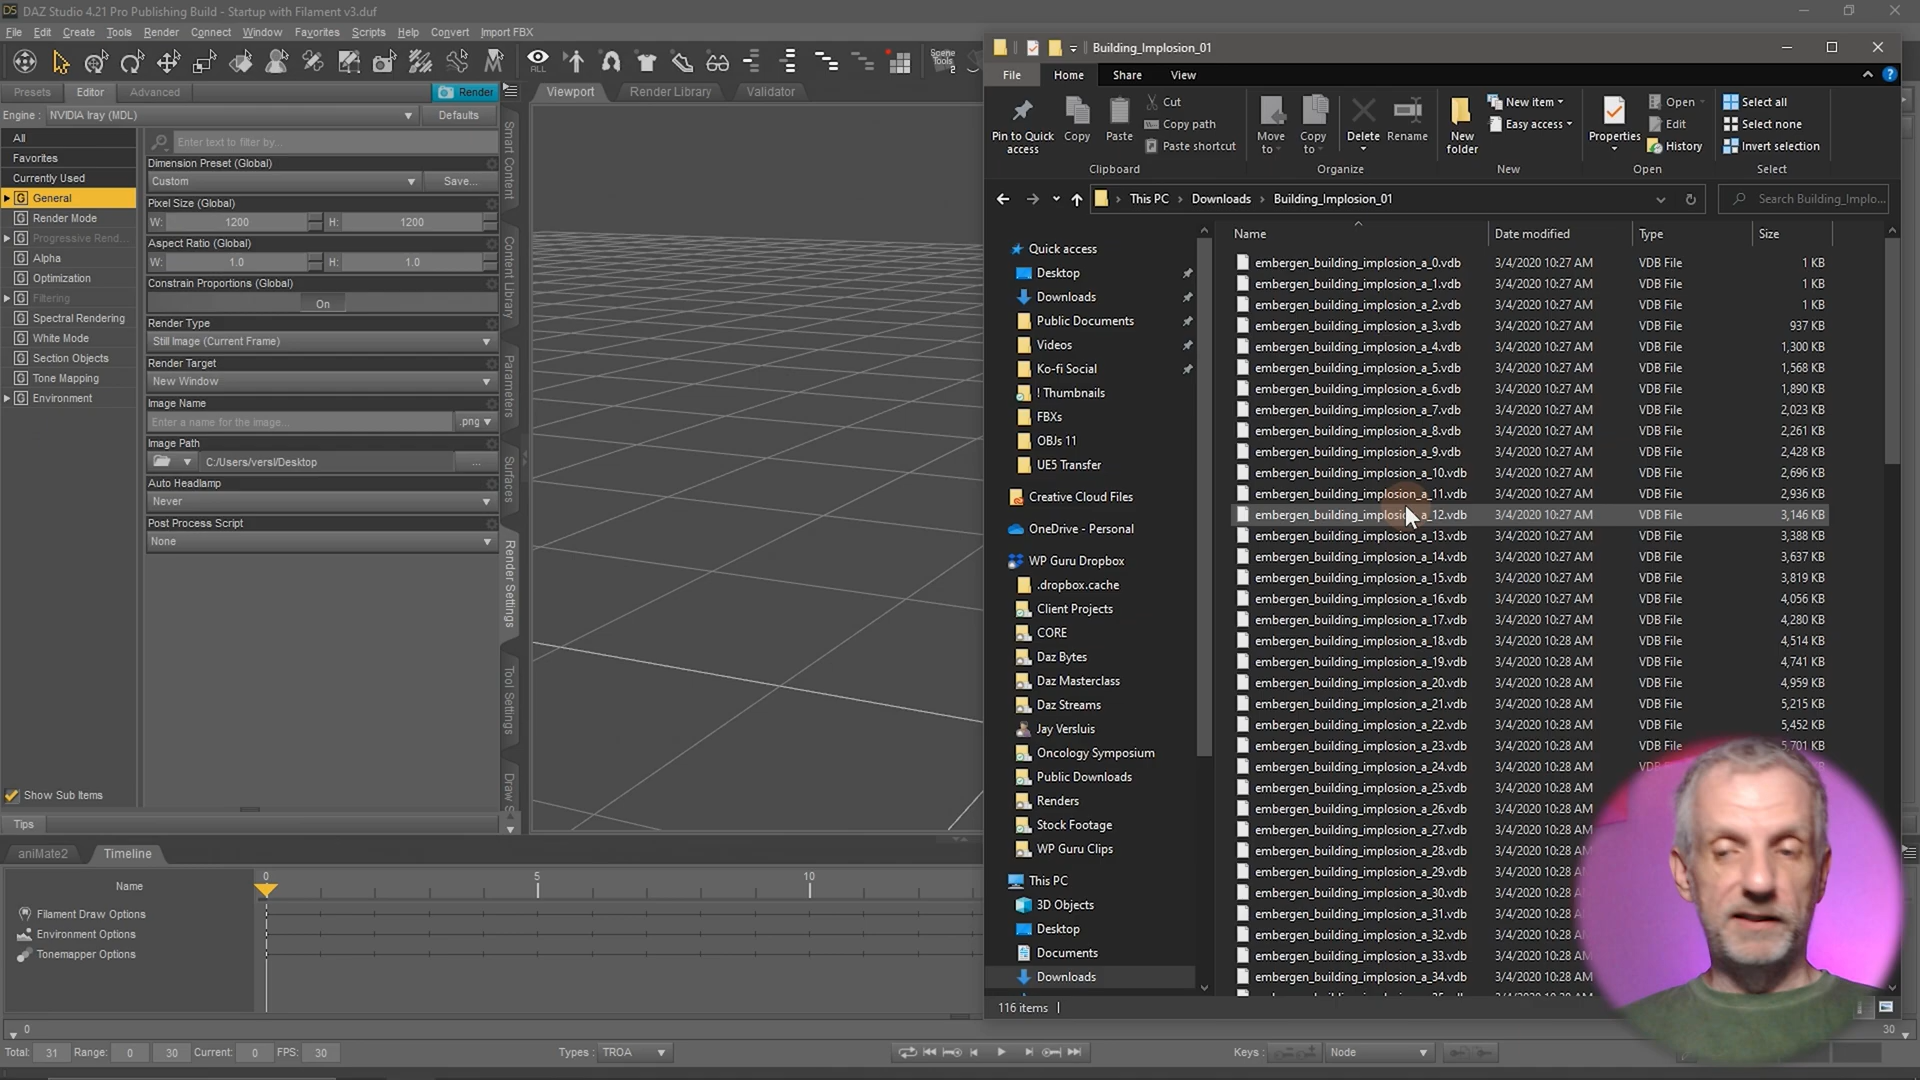 DAZ Studio 4.21 Pro Publishing Build - Startup with Filament v3.duf
File Edit Create Tools Render Connect Window Favorites Scripts Help Convert Import FBX
ALL
Scene Tools 2
Presets Editor Advanced Render
Viewport Render Library Validator
Engine : NVIDIA Iray (MDL) Defaults
All
Favorites
Currently Used
General
Render Mode
Progressive Rend...
Alpha
Optimization
Filtering
Spectral Rendering
White Mode
Section Objects
Tone Mapping
Environment
Show Sub Items
Tips
Enter text to filter by...
Dimension Preset (Global)
Custom Save...
Pixel Size (Global)
W: 1200 H: 1200
Aspect Ratio (Global)
W: 1.0 H: 1.0
Constrain Proportions (Global)
On
Render Type
Still Image (Current Frame)
Render Target
New Window
Image Name
Enter a name for the image... .png
Image Path
C:/Users/versl/Desktop ...
Auto Headlamp
Never
Post Process Script
None
Smart Content
Content Library
Parameters
Surfaces
Render Settings
Tool Settings
Draw S
aniMate2 Timeline
Name
0 5 10
Filament Draw Options
Environment Options
Tonemapper Options
0
30
Total: 31 Range: 0 30 Current: 0 FPS: 30 Types : TROA Keys : Node
Building_Implosion_01
File Home Share View
Pin to Quick access
Copy
Paste
Cut
Copy path
Paste shortcut
Clipboard
Move to
Copy to
Delete
Rename
Organize
New folder
New item
Easy access
New
Properties
Open
Edit
History
Open
Select all
Select none
Invert selection
Select
This PC Downloads Building_Implosion_01
Search Building_Implo...
Quick access
Desktop
Downloads
Public Documents
Videos
Ko-fi Social
! Thumbnails
FBXs
OBJs 11
UE5 Transfer
Creative Cloud Files
OneDrive - Personal
WP Guru Dropbox
.dropbox.cache
Client Projects
CORE
Daz Bytes
Daz Masterclass
Daz Streams
Jay Versluis
Oncology Symposium
Public Downloads
Renders
Stock Footage
WP Guru Clips
This PC
3D Objects
Desktop
Documents
Downloads
Name Date modified Type Size
embergen_building_implosion_a_0.vdb 3/4/2020 10:27 AM VDB File 1 KB
embergen_building_implosion_a_1.vdb 3/4/2020 10:27 AM VDB File 1 KB
embergen_building_implosion_a_2.vdb 3/4/2020 10:27 AM VDB File 1 KB
embergen_building_implosion_a_3.vdb 3/4/2020 10:27 AM VDB File 937 KB
embergen_building_implosion_a_4.vdb 3/4/2020 10:27 AM VDB File 1,300 KB
embergen_building_implosion_a_5.vdb 3/4/2020 10:27 AM VDB File 1,568 KB
embergen_building_implosion_a_6.vdb 3/4/2020 10:27 AM VDB File 1,890 KB
embergen_building_implosion_a_7.vdb 3/4/2020 10:27 AM VDB File 2,023 KB
embergen_building_implosion_a_8.vdb 3/4/2020 10:27 AM VDB File 2,261 KB
embergen_building_implosion_a_9.vdb 3/4/2020 10:27 AM VDB File 2,428 KB
embergen_building_implosion_a_10.vdb 3/4/2020 10:27 AM VDB File 2,696 KB
embergen_building_implosion_a_11.vdb 3/4/2020 10:27 AM VDB File 2,936 KB
embergen_building_implosion_a_12.vdb 3/4/2020 10:27 AM VDB File 3,146 KB
embergen_building_implosion_a_13.vdb 3/4/2020 10:27 AM VDB File 3,388 KB
embergen_building_implosion_a_14.vdb 3/4/2020 10:27 AM VDB File 3,637 KB
embergen_building_implosion_a_15.vdb 3/4/2020 10:27 AM VDB File 3,819 KB
embergen_building_implosion_a_16.vdb 3/4/2020 10:27 AM VDB File 4,056 KB
embergen_building_implosion_a_17.vdb 3/4/2020 10:27 AM VDB File 4,280 KB
embergen_building_implosion_a_18.vdb 3/4/2020 10:28 AM VDB File 4,514 KB
embergen_building_implosion_a_19.vdb 3/4/2020 10:28 AM VDB File 4,741 KB
embergen_building_implosion_a_20.vdb 3/4/2020 10:28 AM VDB File 4,959 KB
embergen_building_implosion_a_21.vdb 3/4/2020 10:28 AM VDB File 5,215 KB
embergen_building_implosion_a_22.vdb 3/4/2020 10:28 AM VDB File 5,452 KB
embergen_building_implosion_a_23.vdb 3/4/2020 10:28 AM VDB File 5,701 KB
embergen_building_implosion_a_24.vdb 3/4/2020 10:28 AM VDB
embergen_building_implosion_a_25.vdb 3/4/2020 10:28 AM
embergen_building_implosion_a_26.vdb 3/4/2020 10:28 AM
embergen_building_implosion_a_27.vdb 3/4/2020 10:28 AM
embergen_building_implosion_a_28.vdb 3/4/2020 10:28 AM
embergen_building_implosion_a_29.vdb 3/4/2020 10:28 AM
embergen_building_implosion_a_30.vdb 3/4/2020 10:28 AM
embergen_building_implosion_a_31.vdb 3/4/2020 10:28 AM
embergen_building_implosion_a_32.vdb 3/4/2020 10:28 AM
embergen_building_implosion_a_33.vdb 3/4/2020 10:28 AM
embergen_building_implosion_a_34.vdb 3/4/2020 10:28 AM
116 items